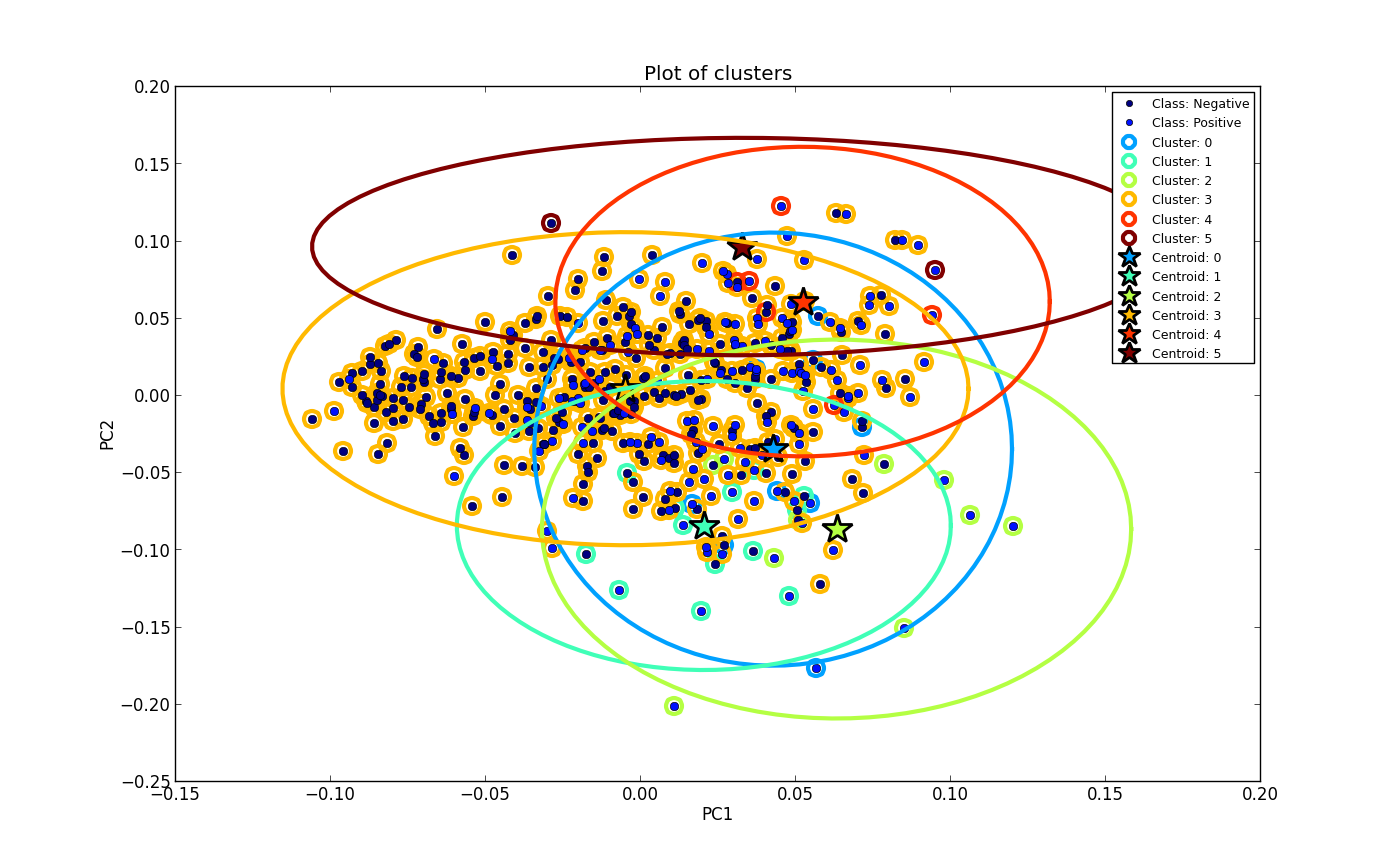 Plot of clusters
0.20
0.15
0.10
0.05
0.00
−0.05
−0.10
−0.15
−0.20
−0.25
PC2
−0.15
−0.10
−0.05
0.00
0.05
0.10
0.15
0.20
PC1
Class: Negative
Class: Positive
Cluster: 0
Cluster: 1
Cluster: 2
Cluster: 3
Cluster: 4
Cluster: 5
Centroid: 0
Centroid: 1
Centroid: 2
Centroid: 3
Centroid: 4
Centroid: 5